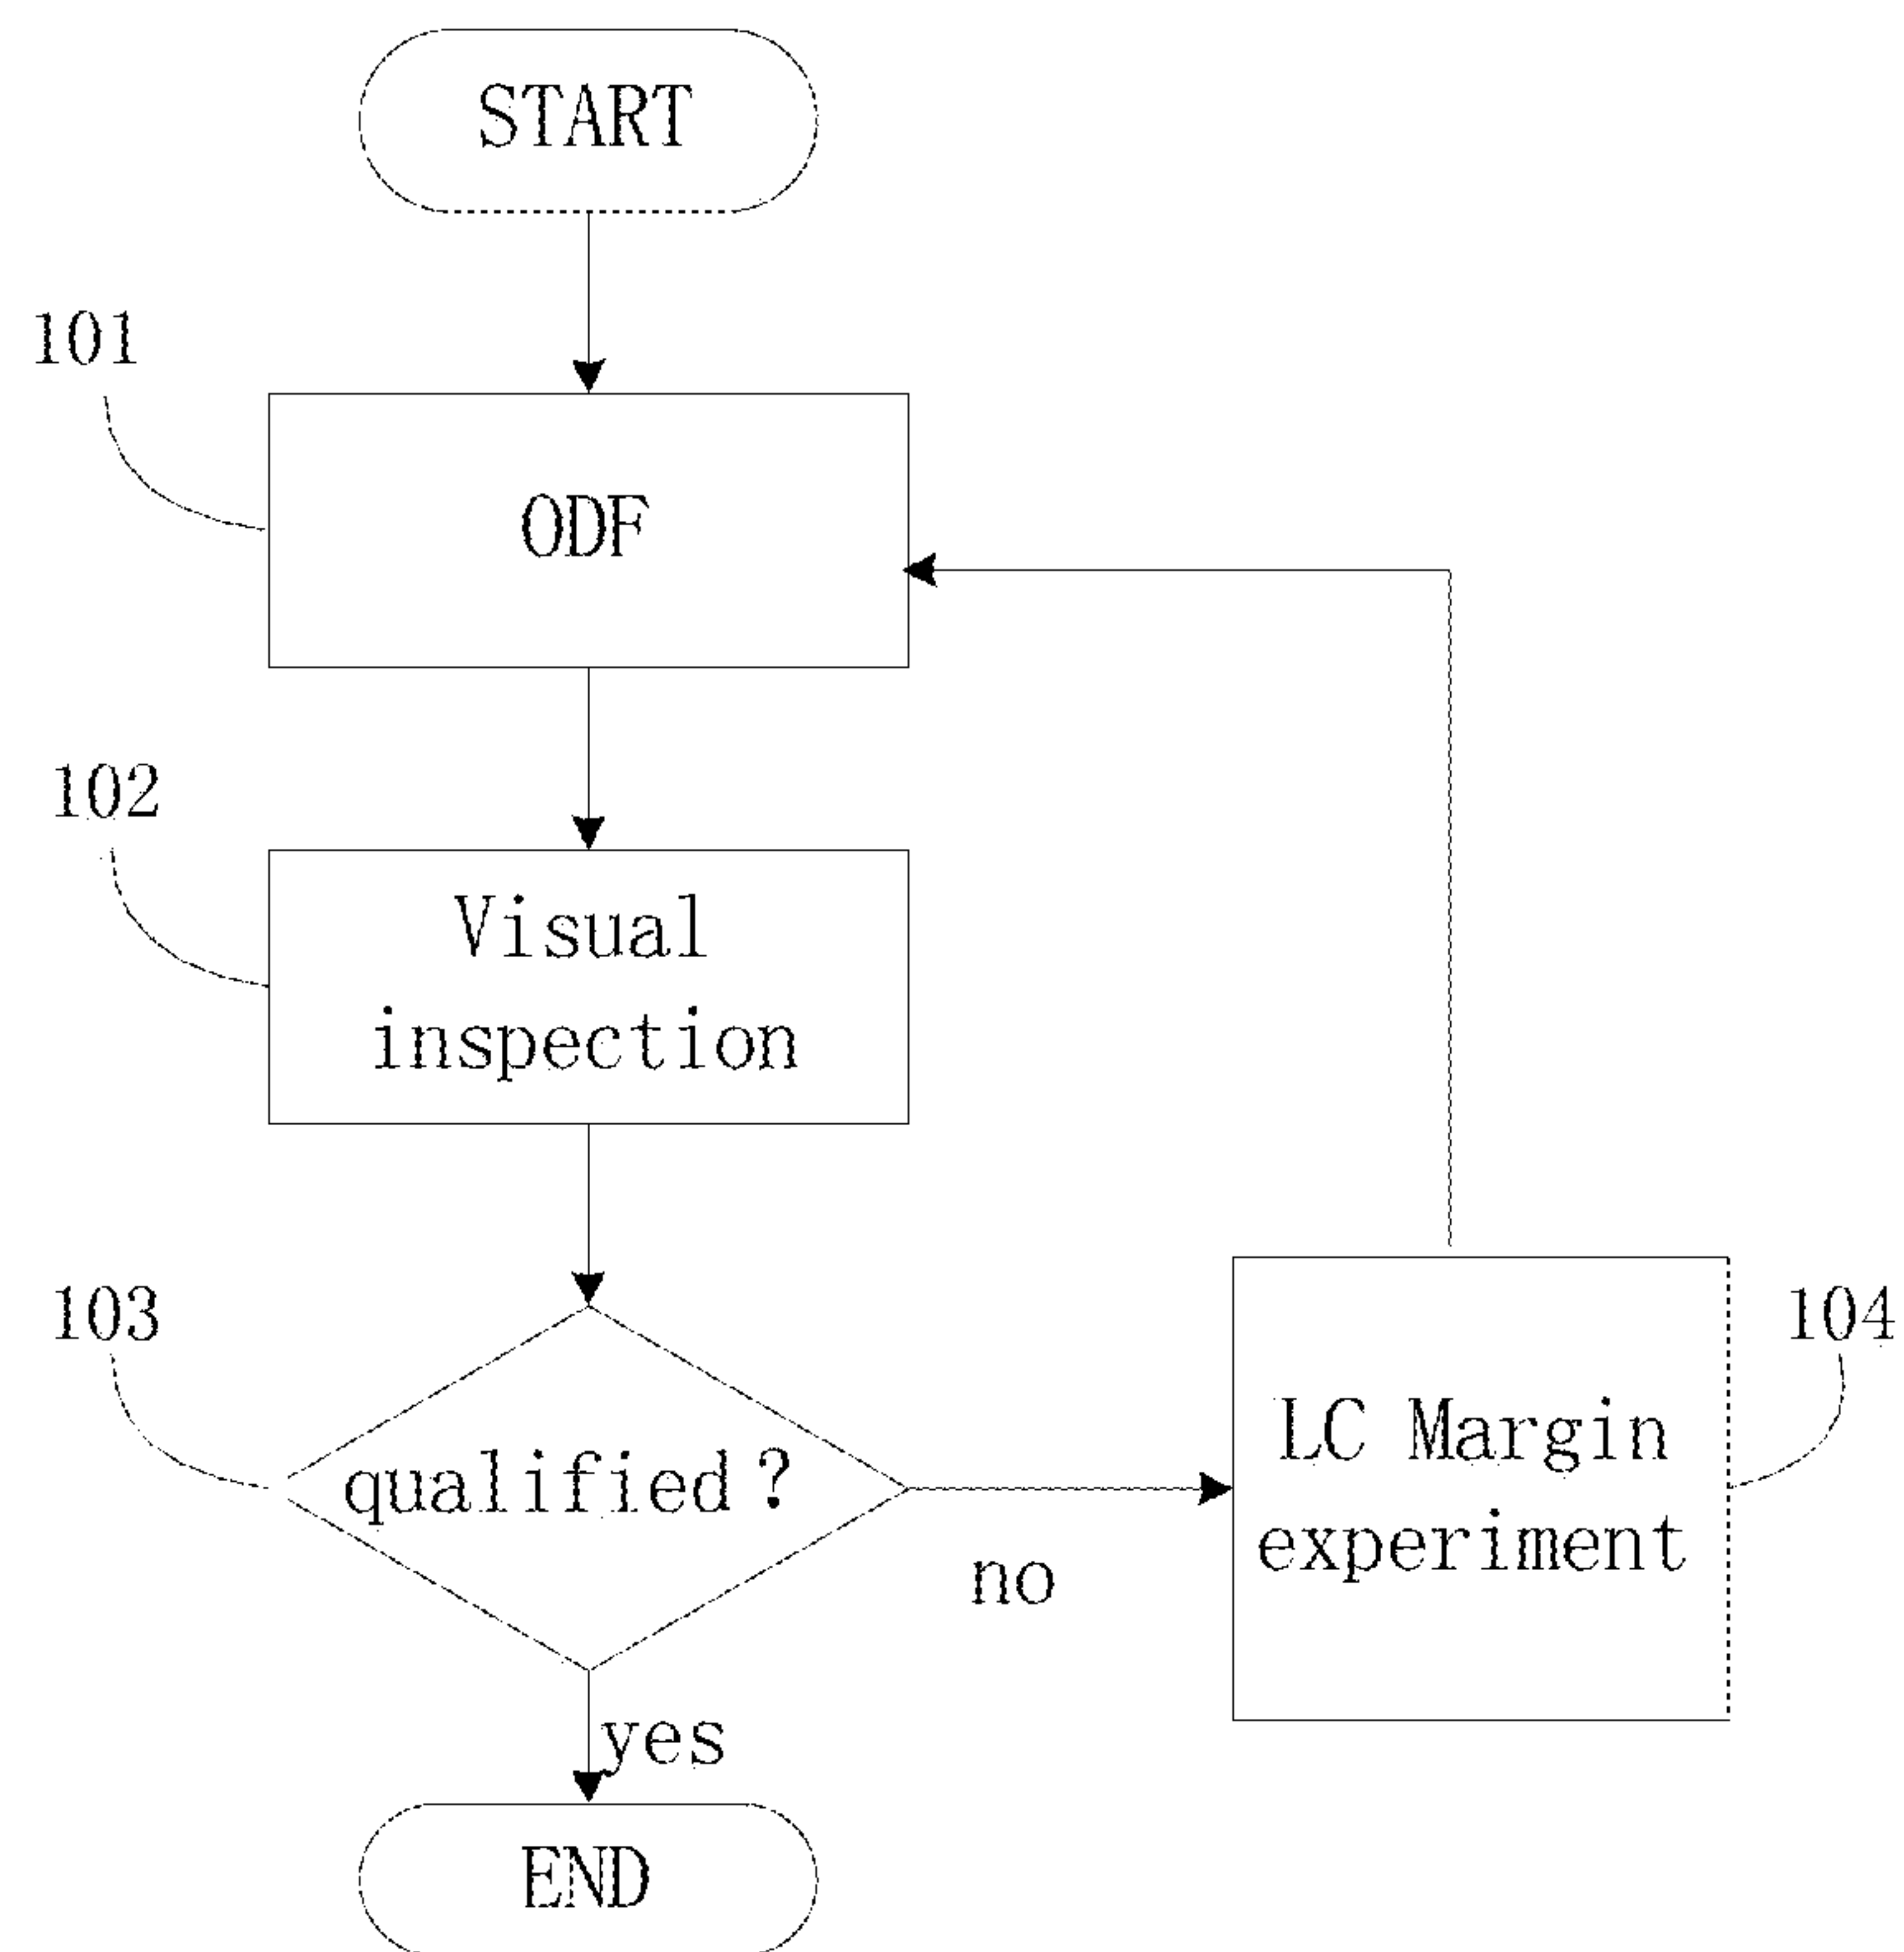 START
101
ODF
102
Visual
inspection
103
qualified?
104
LC Margin
experiment
no
yes
END